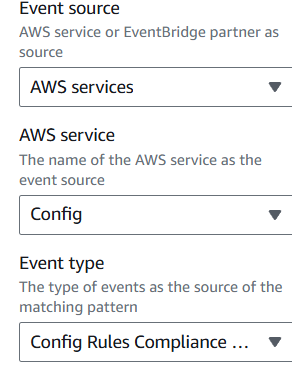 Event source
AWS service or EventBridge partner as
source
AWS services
AWS service
The name of the AWS service as the
event source
Config
Event type
The type of events as the source of the
matching pattern
Config Rules Compliance ...